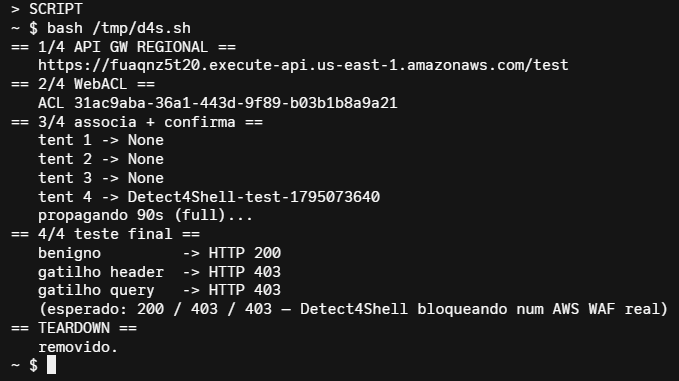 > SCRIPT
~ $ bash /tmp/d4s.sh
== 1/4 API GW REGIONAL ==
https://fuaqnz5t20.execute-api.us-east-1.amazonaws.com/test
== 2/4 WebACL ==
ACL 31ac9aba-36a1-443d-9f89-b03b1b8a9a21
== 3/4 associa + confirma ==
tent 1 -> None
tent 2 -> None
tent 3 -> None
tent 4 -> Detect4Shell-test-1795073640
propagando 90s (full)...
== 4/4 teste final ==
benigno -> HTTP 200
gatilho header -> HTTP 403
gatilho query -> HTTP 403
(esperado: 200 / 403 / 403 — Detect4Shell bloqueando num AWS WAF real)
== TEARDOWN ==
removido.
~ $